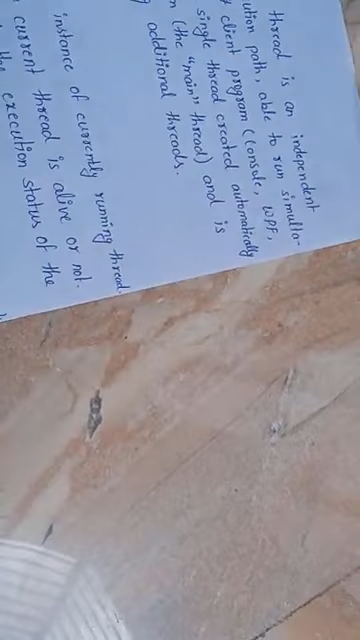 thread is an independent
ution path, able to run simulta-
client program (Console, WPF,
single thread created automatically
(the "main" thread) and is
additional threads.
instance of currently running thread.
current thread is alive or not.
the execution status of the